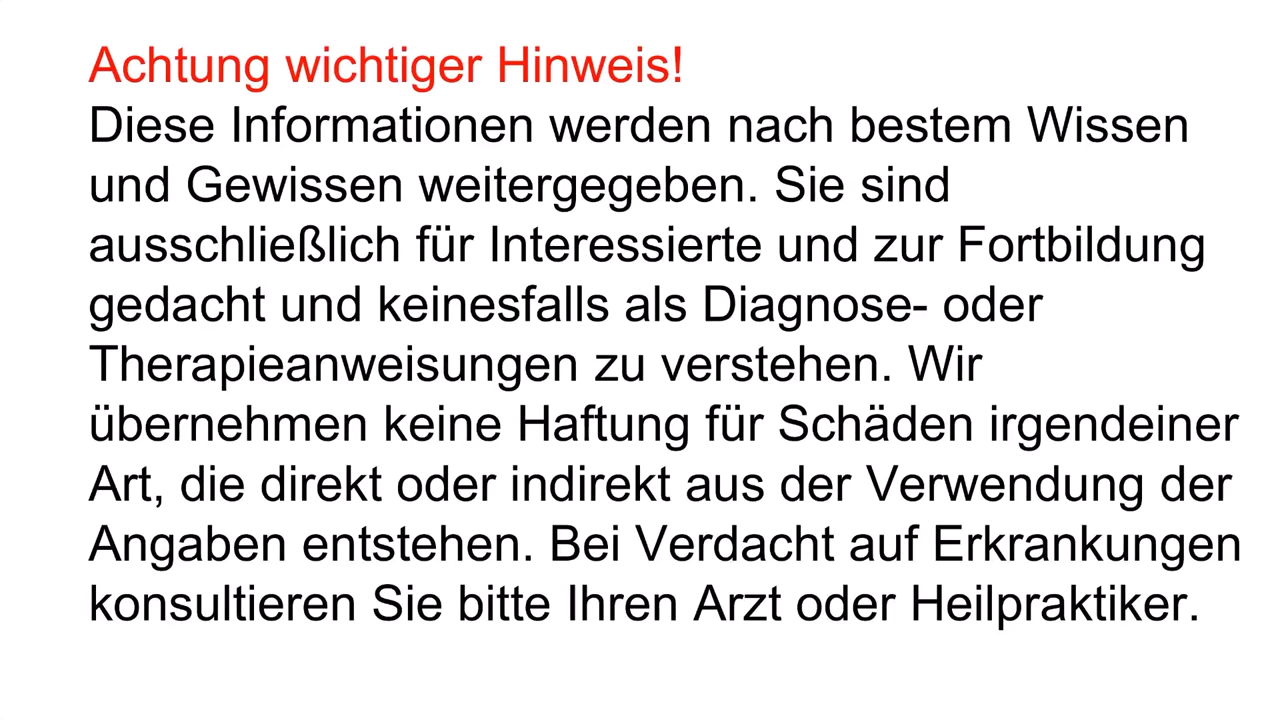 Achtung wichtiger Hinweis!
Diese Informationen werden nach bestem Wissen
und Gewissen weitergegeben. Sie sind
ausschließlich für Interessierte und zur Fortbildung
gedacht und keinesfalls als Diagnose- oder
Therapieanweisungen zu verstehen. Wir
übernehmen keine Haftung für Schäden irgendeiner
Art, die direkt oder indirekt aus der Verwendung der
Angaben entstehen. Bei Verdacht auf Erkrankungen
konsultieren Sie bitte Ihren Arzt oder Heilpraktiker.